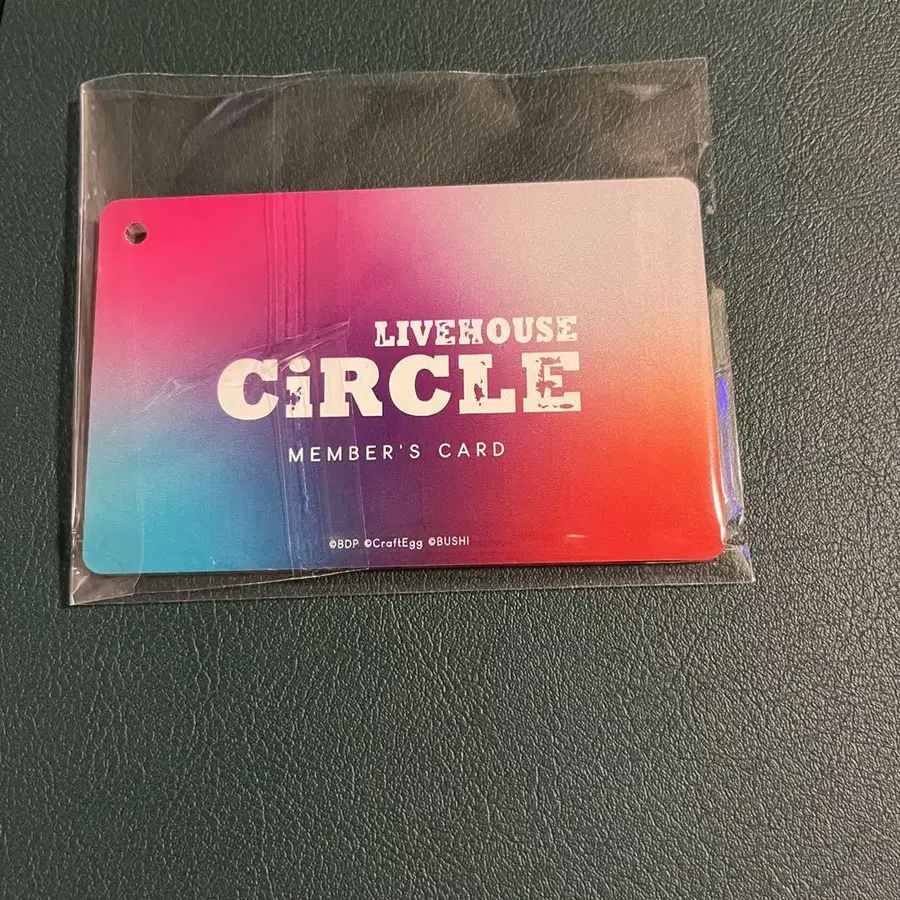 LIVEHOUSE
CiRCLE
MEMBER'S CARD
©BDP ©CraftEgg ©BUSHI